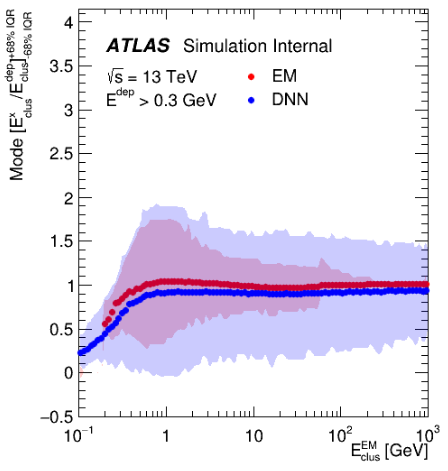 ATLAS Simulation Internal
√s = 13 TeV
E^dep > 0.3 GeV
EM
DNN
Mode [E^x_clus/E^dep_clus]^+68% IQR_-68% IQR
4
3.5
3
2.5
2
1.5
1
0.5
0
−0.5
10^−1 1 10 10^2 10^3
E^EM_clus [GeV]